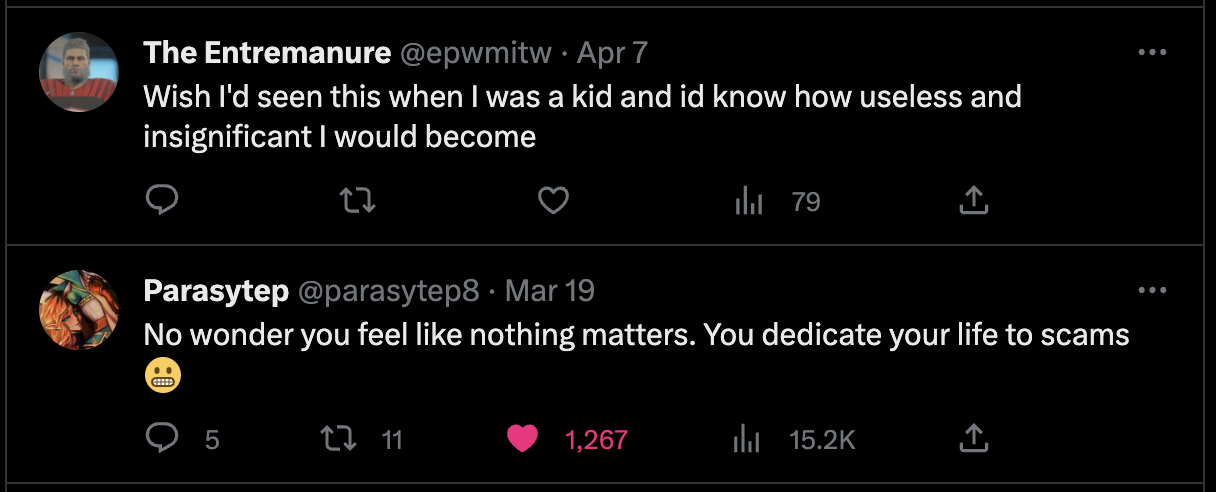 The Entremanure @epwmitw · Apr 7
Wish I'd seen this when I was a kid and id know how useless and
insignificant I would become
79
Parasytep @parasytep8 · Mar 19
No wonder you feel like nothing matters. You dedicate your life to scams
😬
5 11 1,267 15.2K